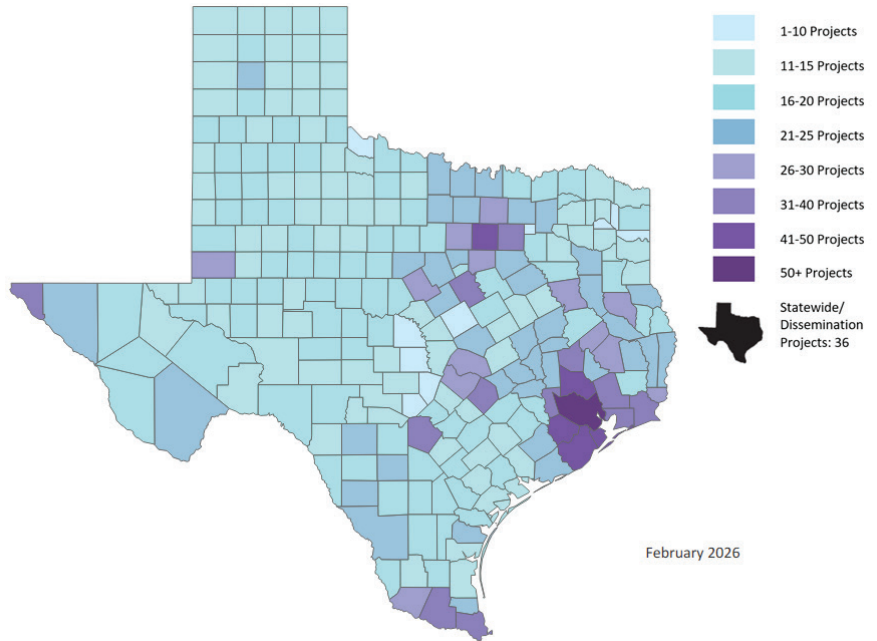 1-10 Projects
11-15 Projects
16-20 Projects
21-25 Projects
26-30 Projects
31-40 Projects
41-50 Projects
50+ Projects
Statewide/
Dissemination
Projects: 36
February 2026